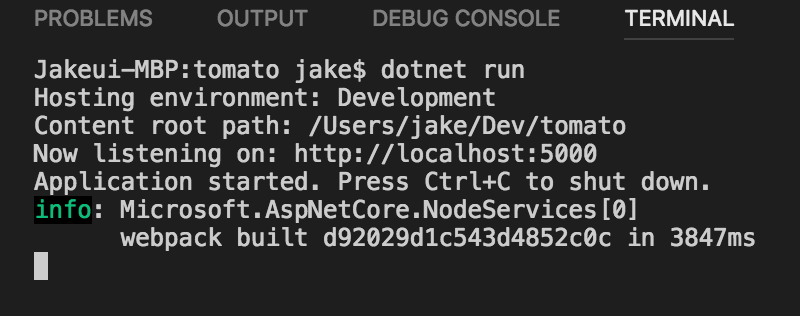 PROBLEMS OUTPUT DEBUG CONSOLE TERMINAL
Jakeui-MBP:tomato jake$ dotnet run
Hosting environment: Development
Content root path: /Users/jake/Dev/tomato
Now listening on: http://localhost:5000
Application started. Press Ctrl+C to shut down.
info: Microsoft.AspNetCore.NodeServices[0]
webpack built d92029d1c543d4852c0c in 3847ms